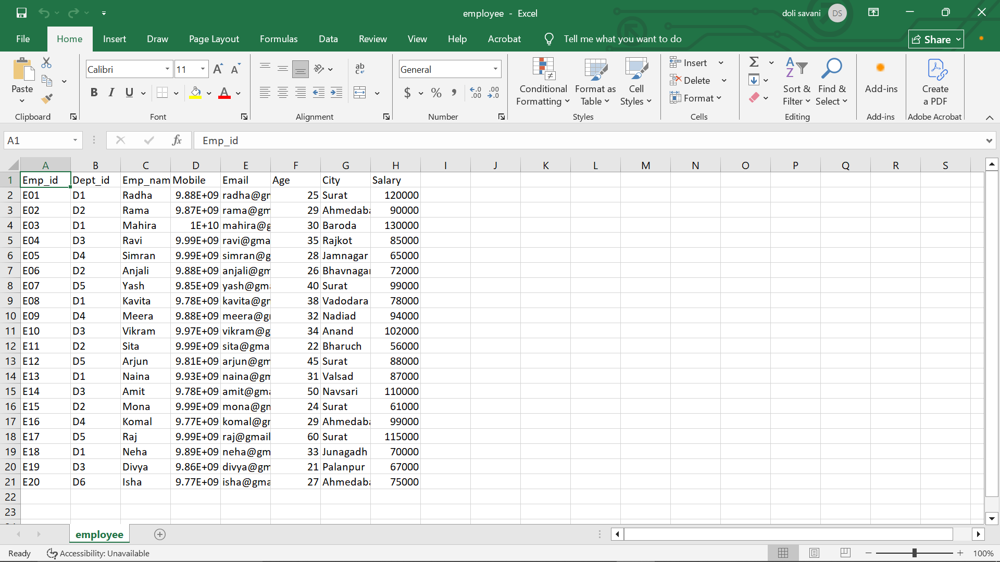 employee - Excel
doli savani DS
File Home Insert Draw Page Layout Formulas Data Review View Help Acrobat Tell me what you want to do Share
Paste
Clipboard
Calibri 11
B I U A
Font
ab
Alignment
General
$ % ,
Number
Conditional Formatting
Format as Table
Cell Styles
Styles
Insert
Delete
Format
Cells
Sort & Filter
Find & Select
Editing
Add-ins
Add-ins
Create a PDF
Adobe Acrobat
A1 fx Emp_id
A B C D E F G H I J K L M N O P Q R S
1 Emp_id Dept_id Emp_nam Mobile Email Age City Salary
2 E01 D1 Radha 9.88E+09 radha@gm 25 Surat 120000
3 E02 D2 Rama 9.87E+09 rama@gm 29 Ahmedaba 90000
4 E03 D1 Mahira 1E+10 mahira@g 30 Baroda 130000
5 E04 D3 Ravi 9.99E+09 ravi@gma 35 Rajkot 85000
6 E05 D4 Simran 9.99E+09 simran@g 28 Jamnagar 65000
7 E06 D2 Anjali 9.88E+09 anjali@gm 26 Bhavnagar 72000
8 E07 D5 Yash 9.85E+09 yash@gma 40 Surat 99000
9 E08 D1 Kavita 9.78E+09 kavita@gm 38 Vadodara 78000
10 E09 D4 Meera 9.88E+09 meera@gm 32 Nadiad 94000
11 E10 D3 Vikram 9.97E+09 vikram@g 34 Anand 102000
12 E11 D2 Sita 9.99E+09 sita@gma 22 Bharuch 56000
13 E12 D5 Arjun 9.81E+09 arjun@gm 45 Surat 88000
14 E13 D1 Naina 9.93E+09 naina@gm 31 Valsad 87000
15 E14 D3 Amit 9.78E+09 amit@gma 50 Navsari 110000
16 E15 D2 Mona 9.99E+09 mona@gm 24 Surat 61000
17 E16 D4 Komal 9.77E+09 komal@gm 29 Ahmedaba 99000
18 E17 D5 Raj 9.99E+09 raj@gmail 60 Surat 115000
19 E18 D1 Neha 9.89E+09 neha@gm 33 Junagadh 70000
20 E19 D3 Divya 9.86E+09 divya@gm 21 Palanpur 67000
21 E20 D6 Isha 9.77E+09 isha@gma 27 Ahmedaba 75000
22
23
employee
Ready Accessibility: Unavailable 100%